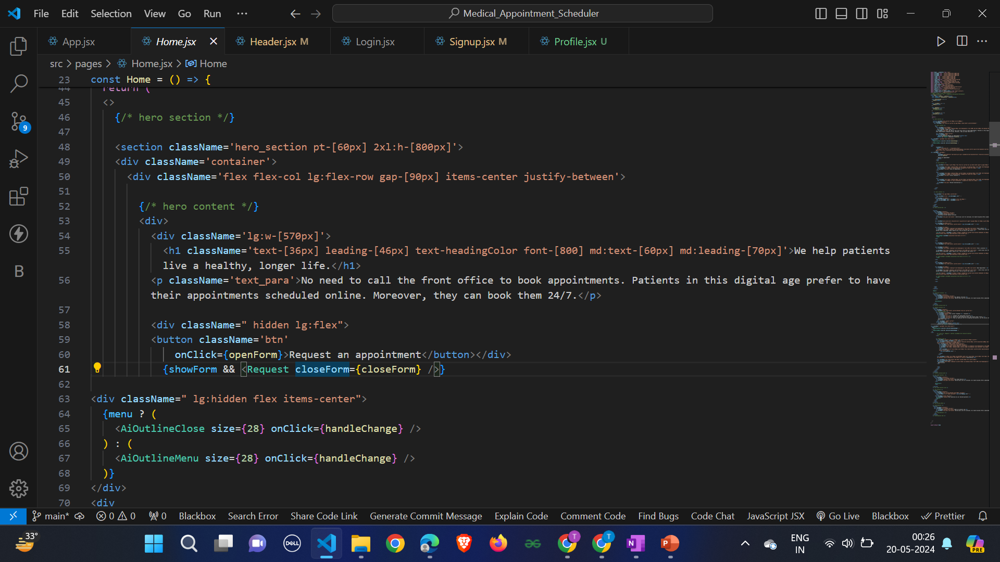 File Edit Selection View Go Run ··· Medical_Appointment_Scheduler
App.jsx Home.jsx Header.jsx M Login.jsx Signup.jsx M Profile.jsx U
src > pages > Home.jsx > Home
23 const Home = () => {
44 return (
45 <>
46 {/* hero section */}
47
48 <section className='hero_section pt-[60px] 2xl:h-[800px]'>
49 <div className='container'>
50 <div className='flex flex-col lg:flex-row gap-[90px] items-center justify-between'>
51
52 {/* hero content */}
53 <div>
54 <div className='lg:w-[570px]'>
55 <h1 className='text-[36px] leading-[46px] text-headingColor font-[800] md:text-[60px] md:leading-[70px]'>We help patients
live a healthy, longer life.</h1>
56 <p className='text_para'>No need to call the front office to book appointments. Patients in this digital age prefer to have
their appointments scheduled online. Moreover, they can book them 24/7.</p>
57
58 <div className=" hidden lg:flex">
59 <button className='btn'
60 onClick={openForm}>Request an appointment</button></div>
61 {showForm && <Request closeForm={closeForm} />}
62
63 <div className=" lg:hidden flex items-center">
64 {menu ? (
65 <AiOutlineClose size={28} onClick={handleChange} />
66 ) : (
67 <AiOutlineMenu size={28} onClick={handleChange} />
68 )}
69 </div>
70 <div
9
B
main* 0 0 0 Blackbox Search Error Share Code Link Generate Commit Message Explain Code Comment Code Find Bugs Code Chat JavaScript JSX Go Live Blackbox Prettier
33° DELL T T N P ENG 00:26
IN 20-05-2024 PRE